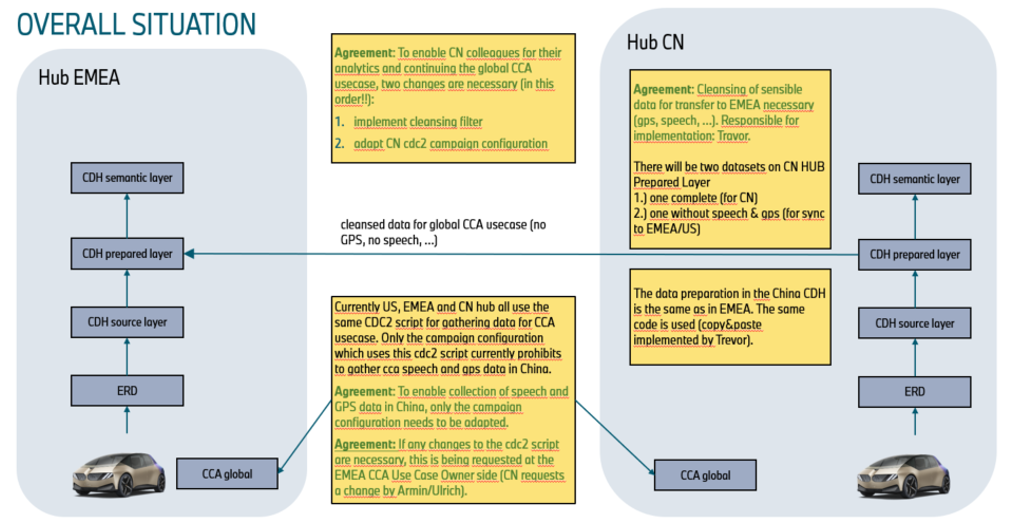 OVERALL SITUATION
Hub EMEA
CDH semantic layer
CDH prepared layer
CDH source layer
ERD
CCA global
Agreement: To enable CN colleagues for their
analytics and continuing the global CCA
usecase, two changes are necessary (in this
order!!):
1. implement cleansing filter
2. adapt CN cdc2 campaign configuration
cleansed data for global CCA usecase (no
GPS, no speech, ...)
Currently US, EMEA and CN hub all use the
same CDC2 script for gathering data for CCA
usecase. Only the campaign configuration
which uses this cdc2 script currently prohibits
to gather cca speech and gps data in China.
Agreement: To enable collection of speech and
GPS data in China, only the campaign
configuration needs to be adapted.
Agreement: If any changes to the cdc2 script
are necessary, this is being requested at the
EMEA CCA Use Case Owner side (CN requests
a change by Armin/Ulrich).
Hub CN
Agreement: Cleansing of sensible
data for transfer to EMEA necessary
(gps, speech, ...). Responsible for
implementation: Travor.
There will be two datasets on CN HUB
Prepared Layer
1.) one complete (for CN)
2.) one without speech & gps (for sync
to EMEA/US)
The data preparation in the China CDH
is the same as in EMEA. The same
code is used (copy&paste
implemented by Trevor).
CDH semantic layer
CDH prepared layer
CDH source layer
ERD
CCA global